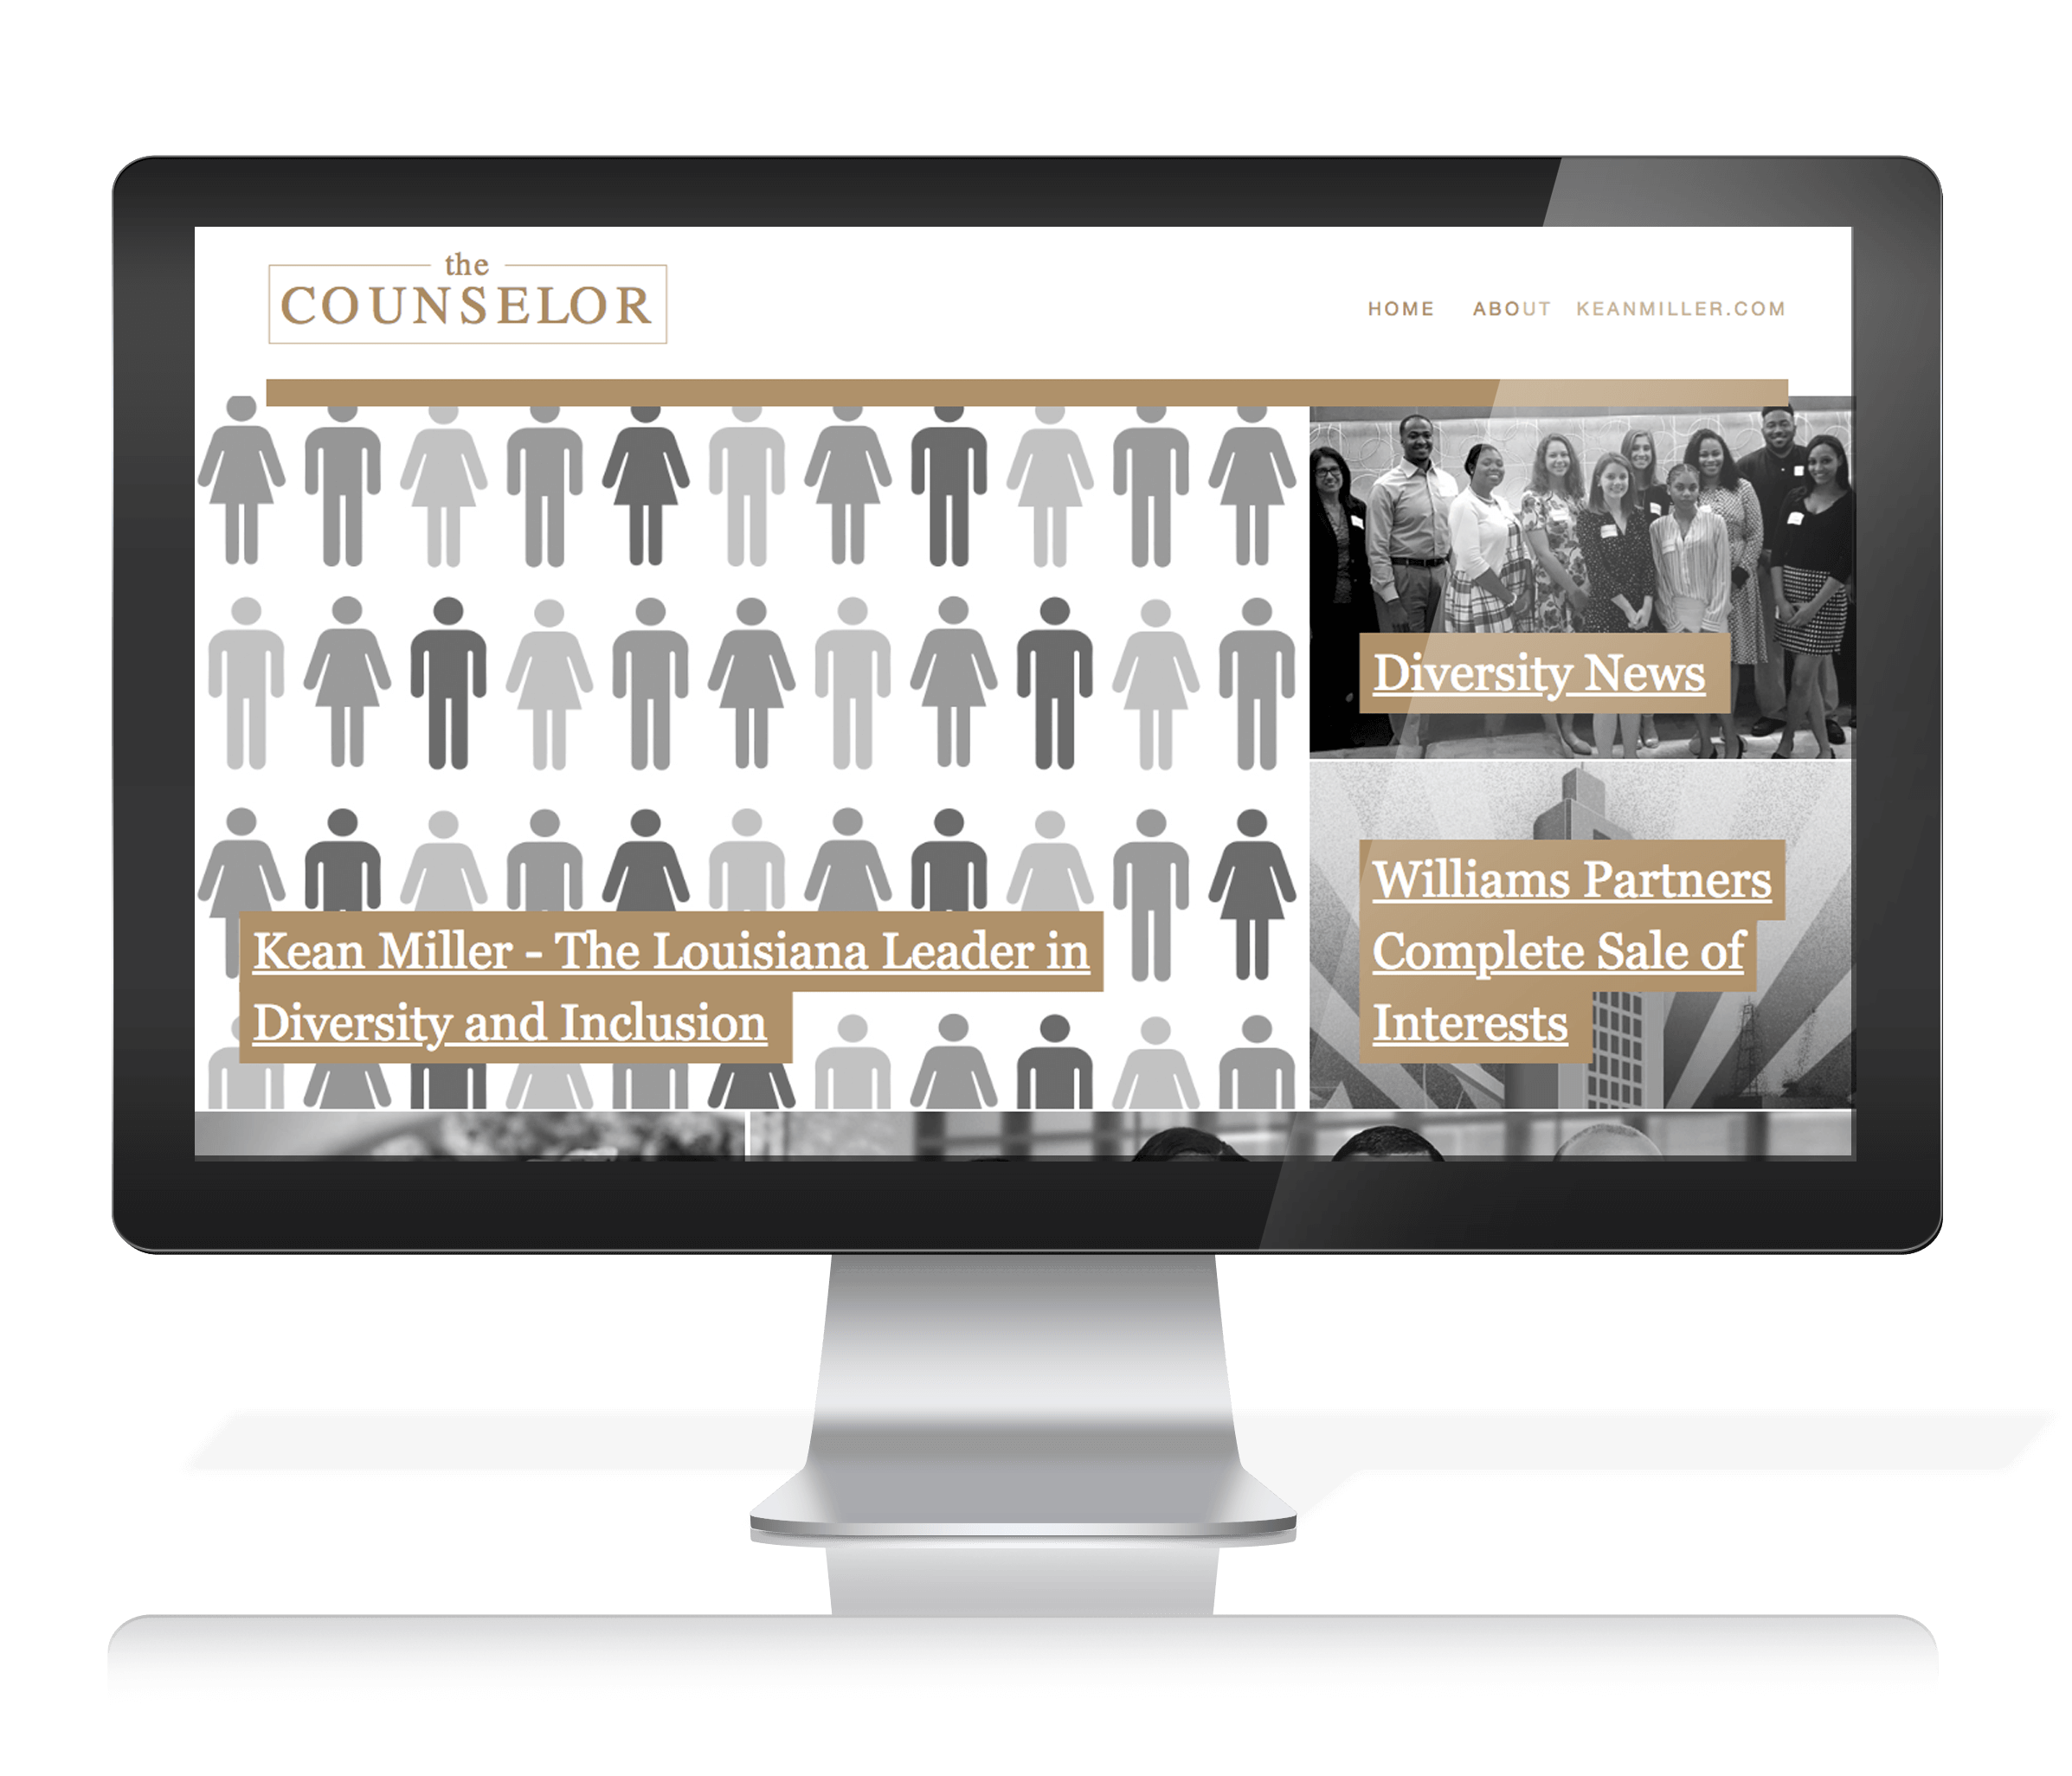 the
COUNSELOR
HOME ABOUT KEANMILLER.COM
Diversity News
Williams Partners
Complete Sale of
Interests
Kean Miller - The Louisiana Leader in
Diversity and Inclusion